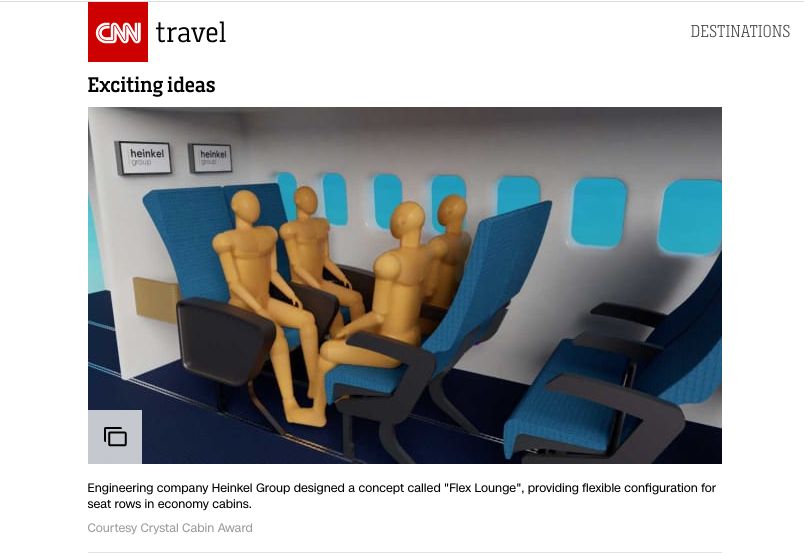 CNN travel
DESTINATIONS
Exciting ideas
heinkel
group
heinkel
group
Engineering company Heinkel Group designed a concept called "Flex Lounge", providing flexible configuration for
seat rows in economy cabins.
Courtesy Crystal Cabin Award